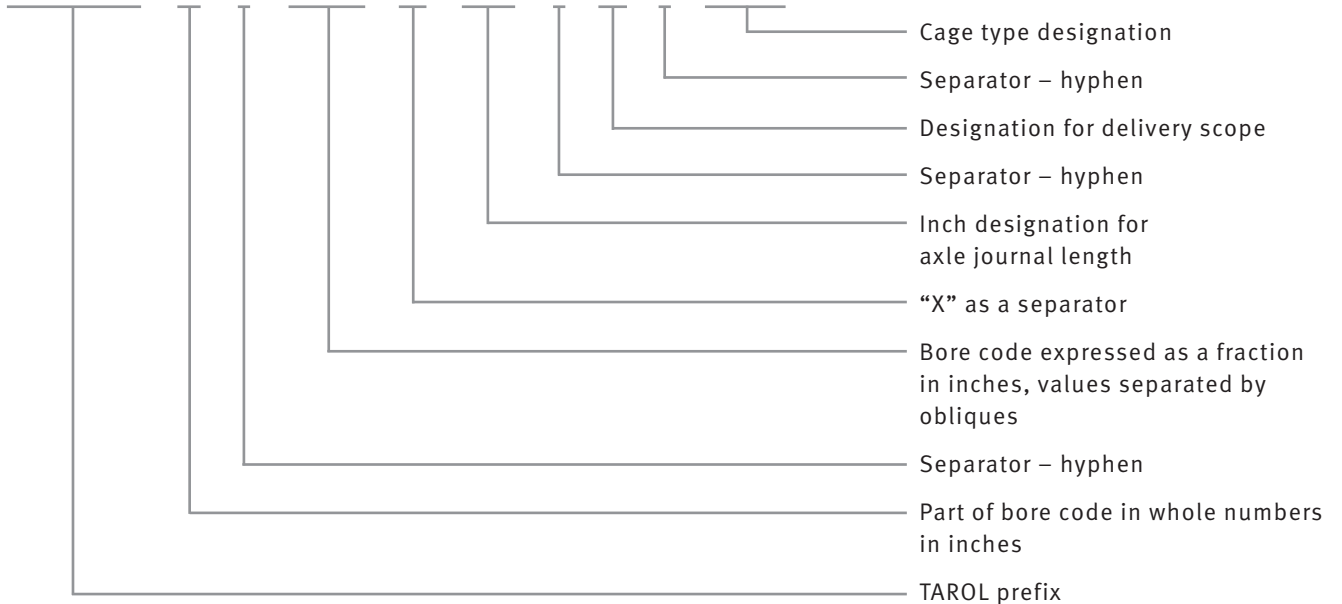 Cage type designation
Separator – hyphen
Designation for delivery scope
Separator – hyphen
Inch designation for
axle journal length
“X” as a separator
Bore code expressed as a fraction
in inches, values separated by
obliques
Separator – hyphen
Part of bore code in whole numbers
in inches
TAROL prefix